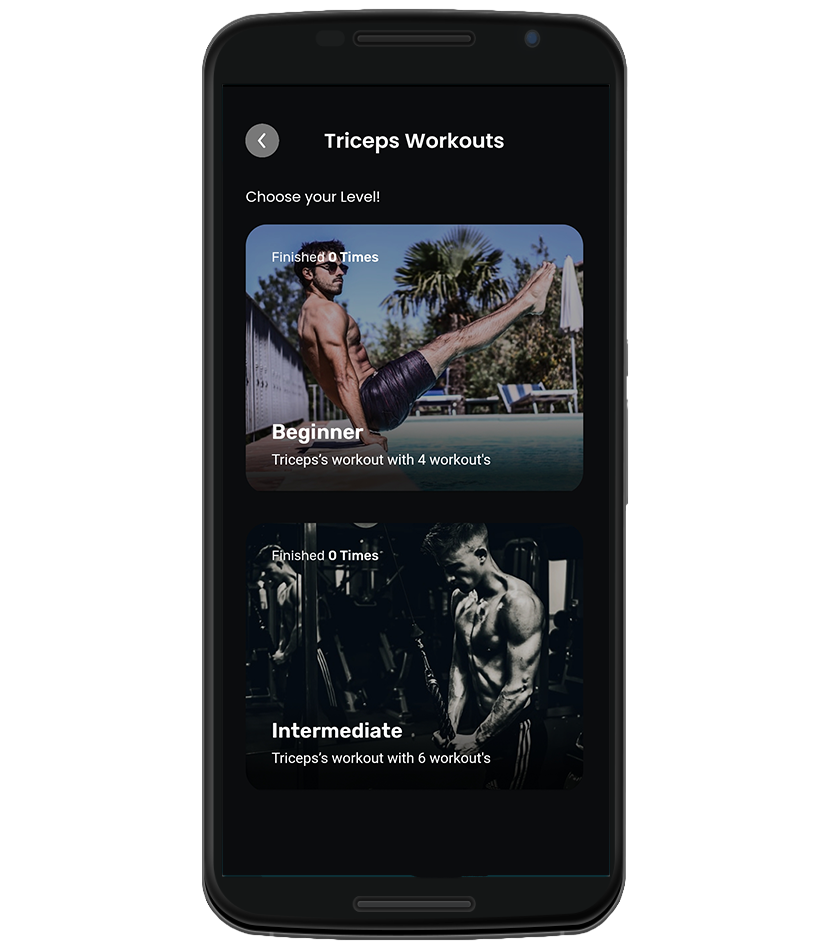 Triceps Workouts
Choose your Level!
Finished 0 Times
Beginner
Triceps's workout with 4 workout's
Finished 0 Times
Intermediate
Triceps's workout with 6 workout's